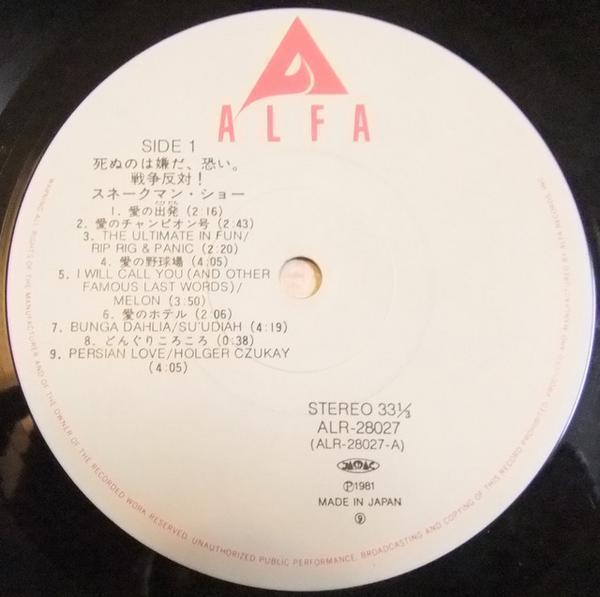 ALFA
SIDE 1
死ぬのは嫌だ、恐い。
戦争反対！
スネークマン・ショー
1. 愛の出発 (2:16)
2. 愛のチャンピオン号 (2:43)
3. THE ULTIMATE IN FUN/
RIP RIG & PANIC (2:20)
4. 愛の野球場 (4:05)
5. I WILL CALL YOU (AND OTHER
FAMOUS LAST WORDS)/
MELON (3:50)
6. 愛のホテル (2:06)
7. BUNGA DAHLIA/SU'UDIAH (4:19)
8. どんぐりころころ (0:38)
9. PERSIAN LOVE/HOLGER CZUKAY
(4:05)
STEREO 33⅓
ALR-28027
(ALR-28027-A)
JASRAC
Ⓟ1981
MADE IN JAPAN
⑨
WARNING: ALL RIGHTS OF THE MANUFACTURER AND OF THE OWNER OF THE RECORDED WORK RESERVED. UNAUTHORIZED PUBLIC PERFORMANCE, BROADCASTING AND COPYING OF THIS RECORD PROHIBITED.